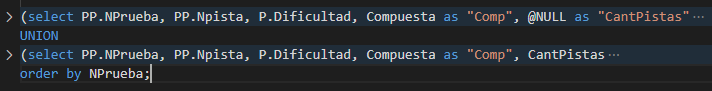 (select PP.NPrueba, PP.Npista, P.Dificultad, Compuesta as "Comp", @NULL as "CantPistas"···
UNION
(select PP.NPrueba, PP.Npista, P.Dificultad, Compuesta as "Comp", CantPistas···
order by NPrueba;